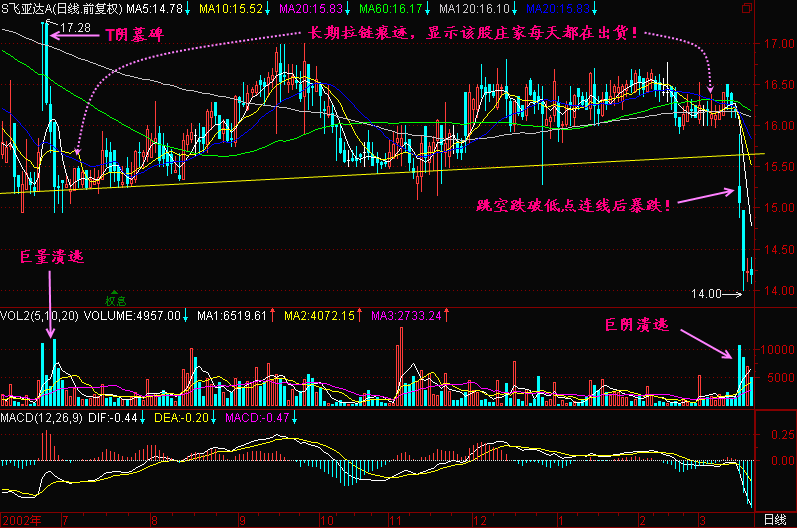 S飞亚达A(日线,前复权) MA5:14.78↓ MA10:15.52↓ MA20:15.83↓ MA60:16.17↓ MA120:16.10↓ MA20:15.83↓
17.28
T阴墓碑
长期拉链痕迹，显示该股庄家每天都在出货！
17.00
16.50
16.00
15.50
15.00
14.50
14.00
跳空跌破低点连线后暴跌！
巨量溃逃
14.00
权息
VOL2(5,10,20) VOLUME:4957.00↓ MA1:6519.61↑ MA2:4072.15↑ MA3:2733.24↑
巨阴溃逃
10000
5000
MACD(12,26,9) DIF:-0.44↓ DEA:-0.20↓ MACD:-0.47↓
0.25
0.00
2002年 7 8 9 10 11 12 1 2 3 日线